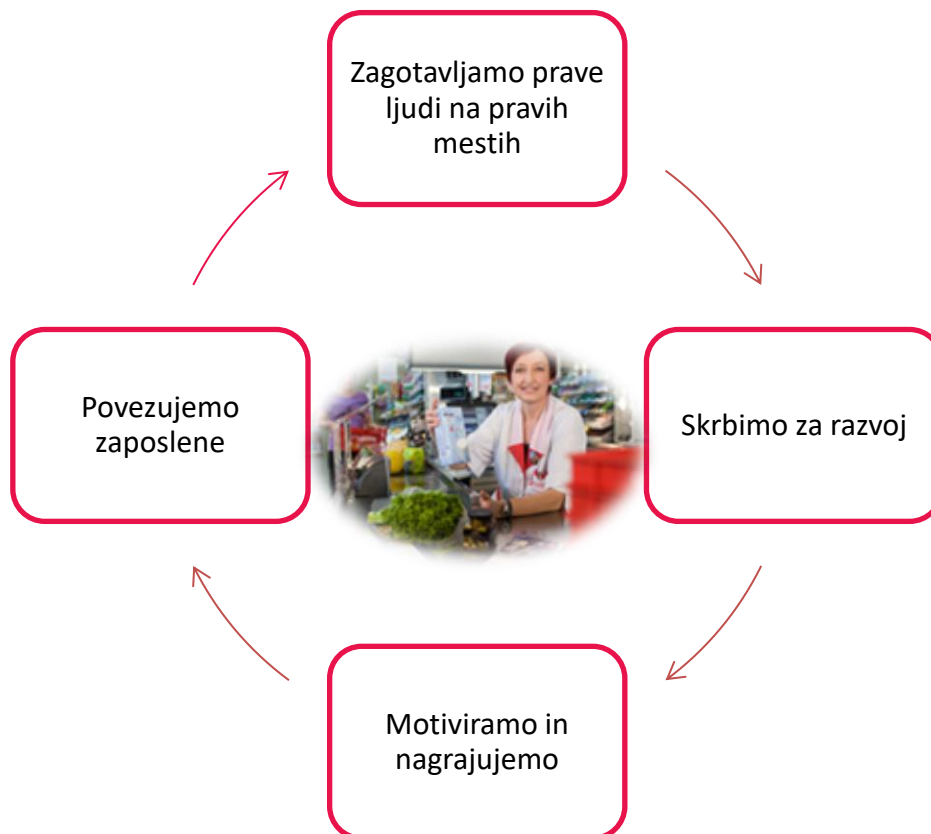 Zagotavljamo prave
ljudi na pravih
mestih
Povezujemo
zaposlene
Skrbimo za razvoj
Motiviramo in
nagrajujemo